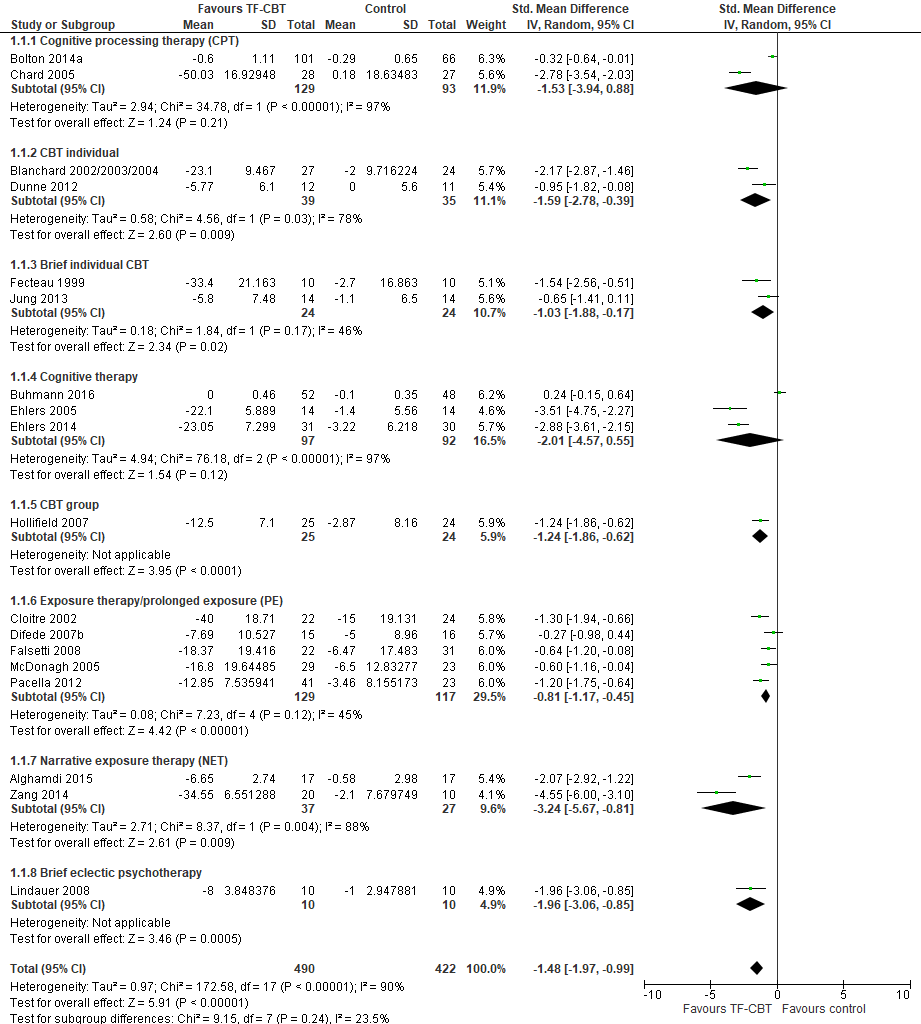 Favours TF-CBT Control Std. Mean Difference Std. Mean Difference
Study or Subgroup Mean SD Total Mean SD Total Weight IV, Random, 95% CI IV, Random, 95% CI
1.1.1 Cognitive processing therapy (CPT)
Bolton 2014a -0.6 1.11 101 -0.29 0.65 66 6.3% -0.32 [-0.64, -0.01]
Chard 2005 -50.03 16.92948 28 0.18 18.63483 27 5.6% -2.78 [-3.54, -2.03]
Subtotal (95% CI) 129 93 11.9% -1.53 [-3.94, 0.88]
Heterogeneity: Tau² = 2.94; Chi² = 34.78, df = 1 (P < 0.00001); I² = 97%
Test for overall effect: Z = 1.24 (P = 0.21)
1.1.2 CBT individual
Blanchard 2002/2003/2004 -23.1 9.467 27 -2 9.716224 24 5.7% -2.17 [-2.87, -1.46]
Dunne 2012 -5.77 6.1 12 0 5.6 11 5.4% -0.95 [-1.82, -0.08]
Subtotal (95% CI) 39 35 11.1% -1.59 [-2.78, -0.39]
Heterogeneity: Tau² = 0.58; Chi² = 4.56, df = 1 (P = 0.03); I² = 78%
Test for overall effect: Z = 2.60 (P = 0.009)
1.1.3 Brief individual CBT
Fecteau 1999 -33.4 21.163 10 -2.7 16.863 10 5.1% -1.54 [-2.56, -0.51]
Jung 2013 -5.8 7.48 14 -1.1 6.5 14 5.6% -0.65 [-1.41, 0.11]
Subtotal (95% CI) 24 24 10.7% -1.03 [-1.88, -0.17]
Heterogeneity: Tau² = 0.18; Chi² = 1.84, df = 1 (P = 0.17); I² = 46%
Test for overall effect: Z = 2.34 (P = 0.02)
1.1.4 Cognitive therapy
Buhmann 2016 0 0.46 52 -0.1 0.35 48 6.2% 0.24 [-0.15, 0.64]
Ehlers 2005 -22.1 5.889 14 -1.4 5.56 14 4.6% -3.51 [-4.75, -2.27]
Ehlers 2014 -23.05 7.299 31 -3.22 6.218 30 5.7% -2.88 [-3.61, -2.15]
Subtotal (95% CI) 97 92 16.5% -2.01 [-4.57, 0.55]
Heterogeneity: Tau² = 4.94; Chi² = 76.18, df = 2 (P < 0.00001); I² = 97%
Test for overall effect: Z = 1.54 (P = 0.12)
1.1.5 CBT group
Hollifield 2007 -12.5 7.1 25 -2.87 8.16 24 5.9% -1.24 [-1.86, -0.62]
Subtotal (95% CI) 25 24 5.9% -1.24 [-1.86, -0.62]
Heterogeneity: Not applicable
Test for overall effect: Z = 3.95 (P < 0.0001)
1.1.6 Exposure therapy/prolonged exposure (PE)
Cloitre 2002 -40 18.71 22 -15 19.131 24 5.8% -1.30 [-1.94, -0.66]
Difede 2007b -7.69 10.527 15 -5 8.96 16 5.7% -0.27 [-0.98, 0.44]
Falsetti 2008 -18.37 19.416 22 -6.47 17.483 31 6.0% -0.64 [-1.20, -0.08]
McDonagh 2005 -16.8 19.64485 29 -6.5 12.83277 23 6.0% -0.60 [-1.16, -0.04]
Pacella 2012 -12.85 7.535941 41 -3.46 8.155173 23 6.0% -1.20 [-1.75, -0.64]
Subtotal (95% CI) 129 117 29.5% -0.81 [-1.17, -0.45]
Heterogeneity: Tau² = 0.08; Chi² = 7.23, df = 4 (P = 0.12); I² = 45%
Test for overall effect: Z = 4.42 (P < 0.00001)
1.1.7 Narrative exposure therapy (NET)
Alghamdi 2015 -6.65 2.74 17 -0.58 2.98 17 5.4% -2.07 [-2.92, -1.22]
Zang 2014 -34.55 6.551288 20 -2.1 7.679749 10 4.2% -4.55 [-6.00, -3.10]
Subtotal (95% CI) 37 27 9.6% -3.24 [-5.67, -0.81]
Heterogeneity: Tau² = 2.71; Chi² = 8.37, df = 1 (P = 0.004); I² = 88%
Test for overall effect: Z = 2.61 (P = 0.009)
1.1.8 Brief eclectic psychotherapy
Lindauer 2008 -8 3.848376 10 -1 2.947881 10 4.9% -1.96 [-3.06, -0.85]
Subtotal (95% CI) 10 10 4.9% -1.96 [-3.06, -0.85]
Heterogeneity: Not applicable
Test for overall effect: Z = 3.46 (P = 0.0005)
Total (95% CI) 490 422 100.0% -1.48 [-1.97, -0.99]
Heterogeneity: Tau² = 0.97; Chi² = 172.58, df = 17 (P < 0.00001); I² = 90%
Test for overall effect: Z = 5.91 (P < 0.00001)
Test for subgroup differences: Chi² = 9.15, df = 7 (P = 0.24), I² = 23.5%
-10 -5 0 5 10
Favours TF-CBT Favours control